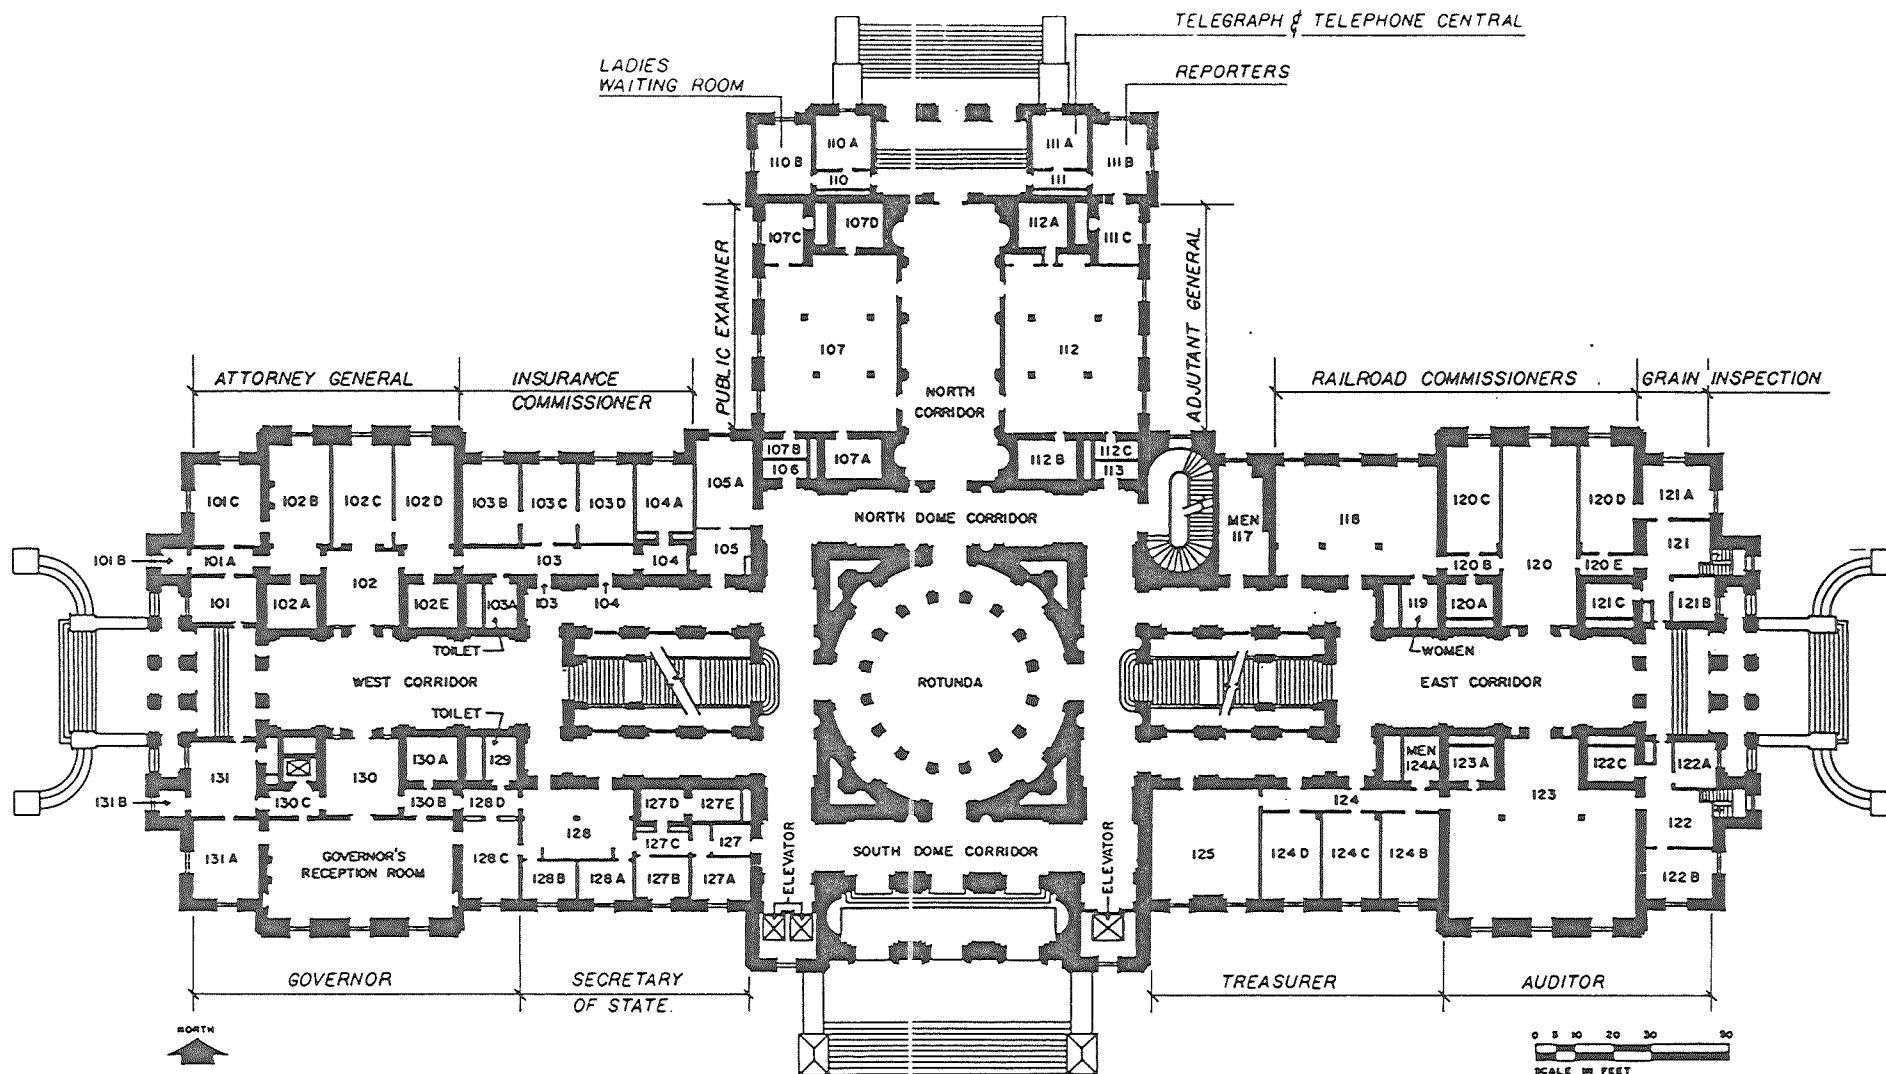 TELEGRAPH & TELEPHONE CENTRAL
LADIES
WAITING ROOM
REPORTERS
110 B
110 A
111 A
111 B
110
111
107C
107D
112A
111 C
PUBLIC EXAMINER
ADJUTANT GENERAL
107
112
NORTH
CORRIDOR
ATTORNEY GENERAL
INSURANCE
COMMISSIONER
RAILROAD COMMISSIONERS
GRAIN INSPECTION
107B
106
107A
112B
112C
113
101C
102B
102C
102D
103B
103C
103D
104A
105A
NORTH DOME CORRIDOR
MEN
117
118
120C
120D
121A
101 B
101A
102
103
104
105
120B
120
120E
121
101
102A
102E
103A
103
104
119
120A
121C
121B
TOILET
WOMEN
WEST CORRIDOR
ROTUNDA
EAST CORRIDOR
TOILET
131
130
130A
129
MEN
124A
123A
122C
122A
131B
130C
130B
128D
127D
127E
124
123
128
127C
127
122
131A
GOVERNOR'S
RECEPTION ROOM
128C
128B
128A
127B
127A
ELEVATOR
SOUTH DOME CORRIDOR
ELEVATOR
125
124D
124C
124B
122B
GOVERNOR
SECRETARY
OF STATE.
TREASURER
AUDITOR
NORTH
0 5 10 20 30 50
SCALE IN FEET